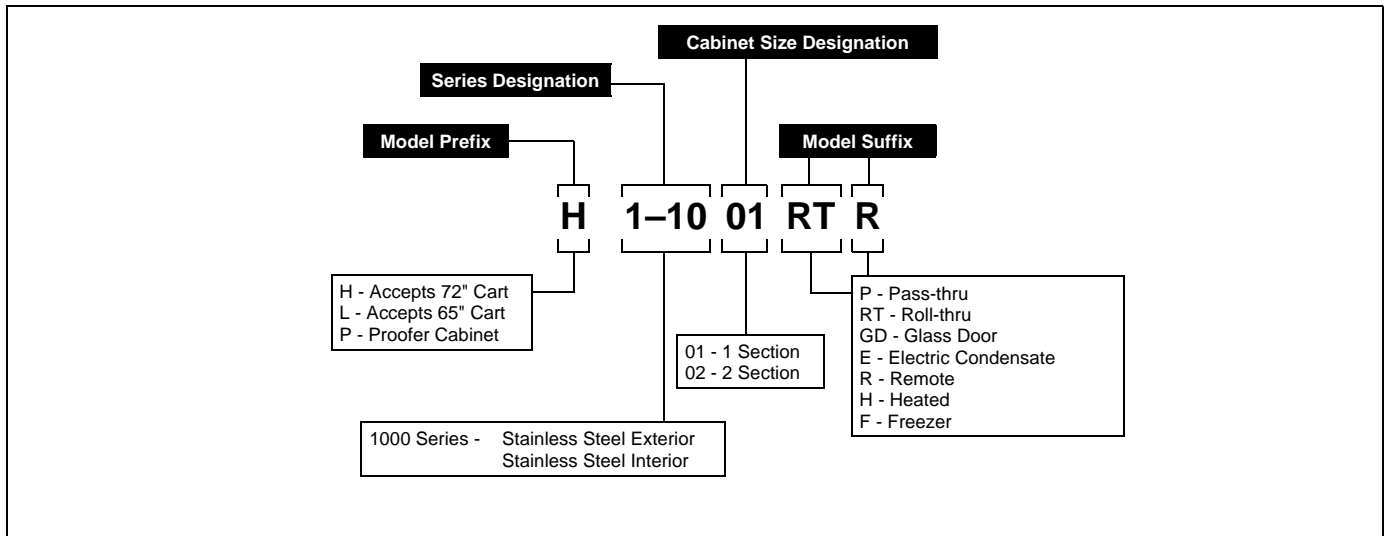 Cabinet Size Designation
Series Designation
Model Prefix
Model Suffix
H 1–10 01 RT R
H - Accepts 72" Cart
L - Accepts 65" Cart
P - Proofer Cabinet
P - Pass-thru
RT - Roll-thru
GD - Glass Door
E - Electric Condensate
R - Remote
H - Heated
F - Freezer
01 - 1 Section
02 - 2 Section
1000 Series - Stainless Steel Exterior
Stainless Steel Interior